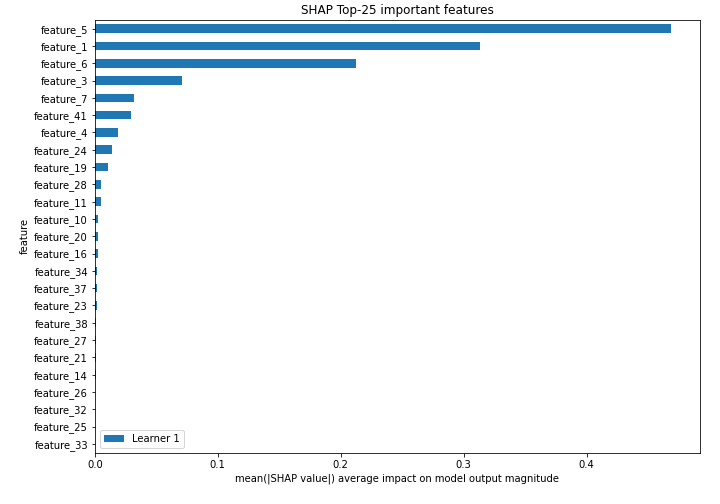 SHAP Top-25 important features
feature_5
feature_1
feature_6
feature_3
feature_7
feature_41
feature_4
feature_24
feature_19
feature_28
feature_11
feature_10
feature_20
feature_16
feature_34
feature_37
feature_23
feature_38
feature_27
feature_21
feature_14
feature_26
feature_32
feature_25
feature_33
feature
Learner 1
0.0 0.1 0.2 0.3 0.4
mean(|SHAP value|) average impact on model output magnitude